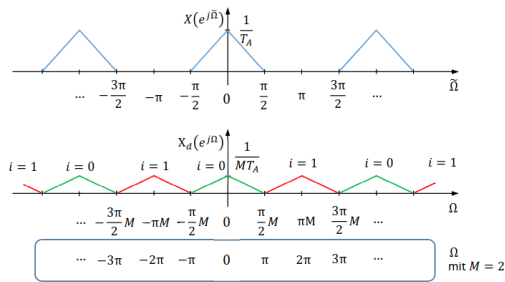 X(e^{jΩ̃}) 1/T_A
Ω̃
... −3π/2 −π −π/2 0 π/2 π 3π/2 ...
X_d(e^{jΩ}) 1/MT_A
i = 1 i = 0 i = 1 i = 0 i = 1 i = 0 i = 1
Ω
... −3π/2 M −πM −π/2 M 0 π/2 M πM 3π/2 M ...
... −3π −2π −π 0 π 2π 3π ... Ω
mit M = 2